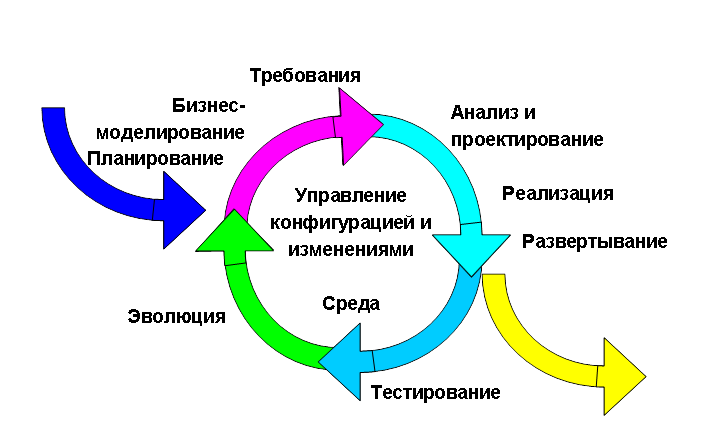 Требования
Бизнес-
моделирование
Планирование
Анализ и
проектирование
Управление
конфигурацией и
изменениями
Реализация
Развертывание
Среда
Эволюция
Тестирование